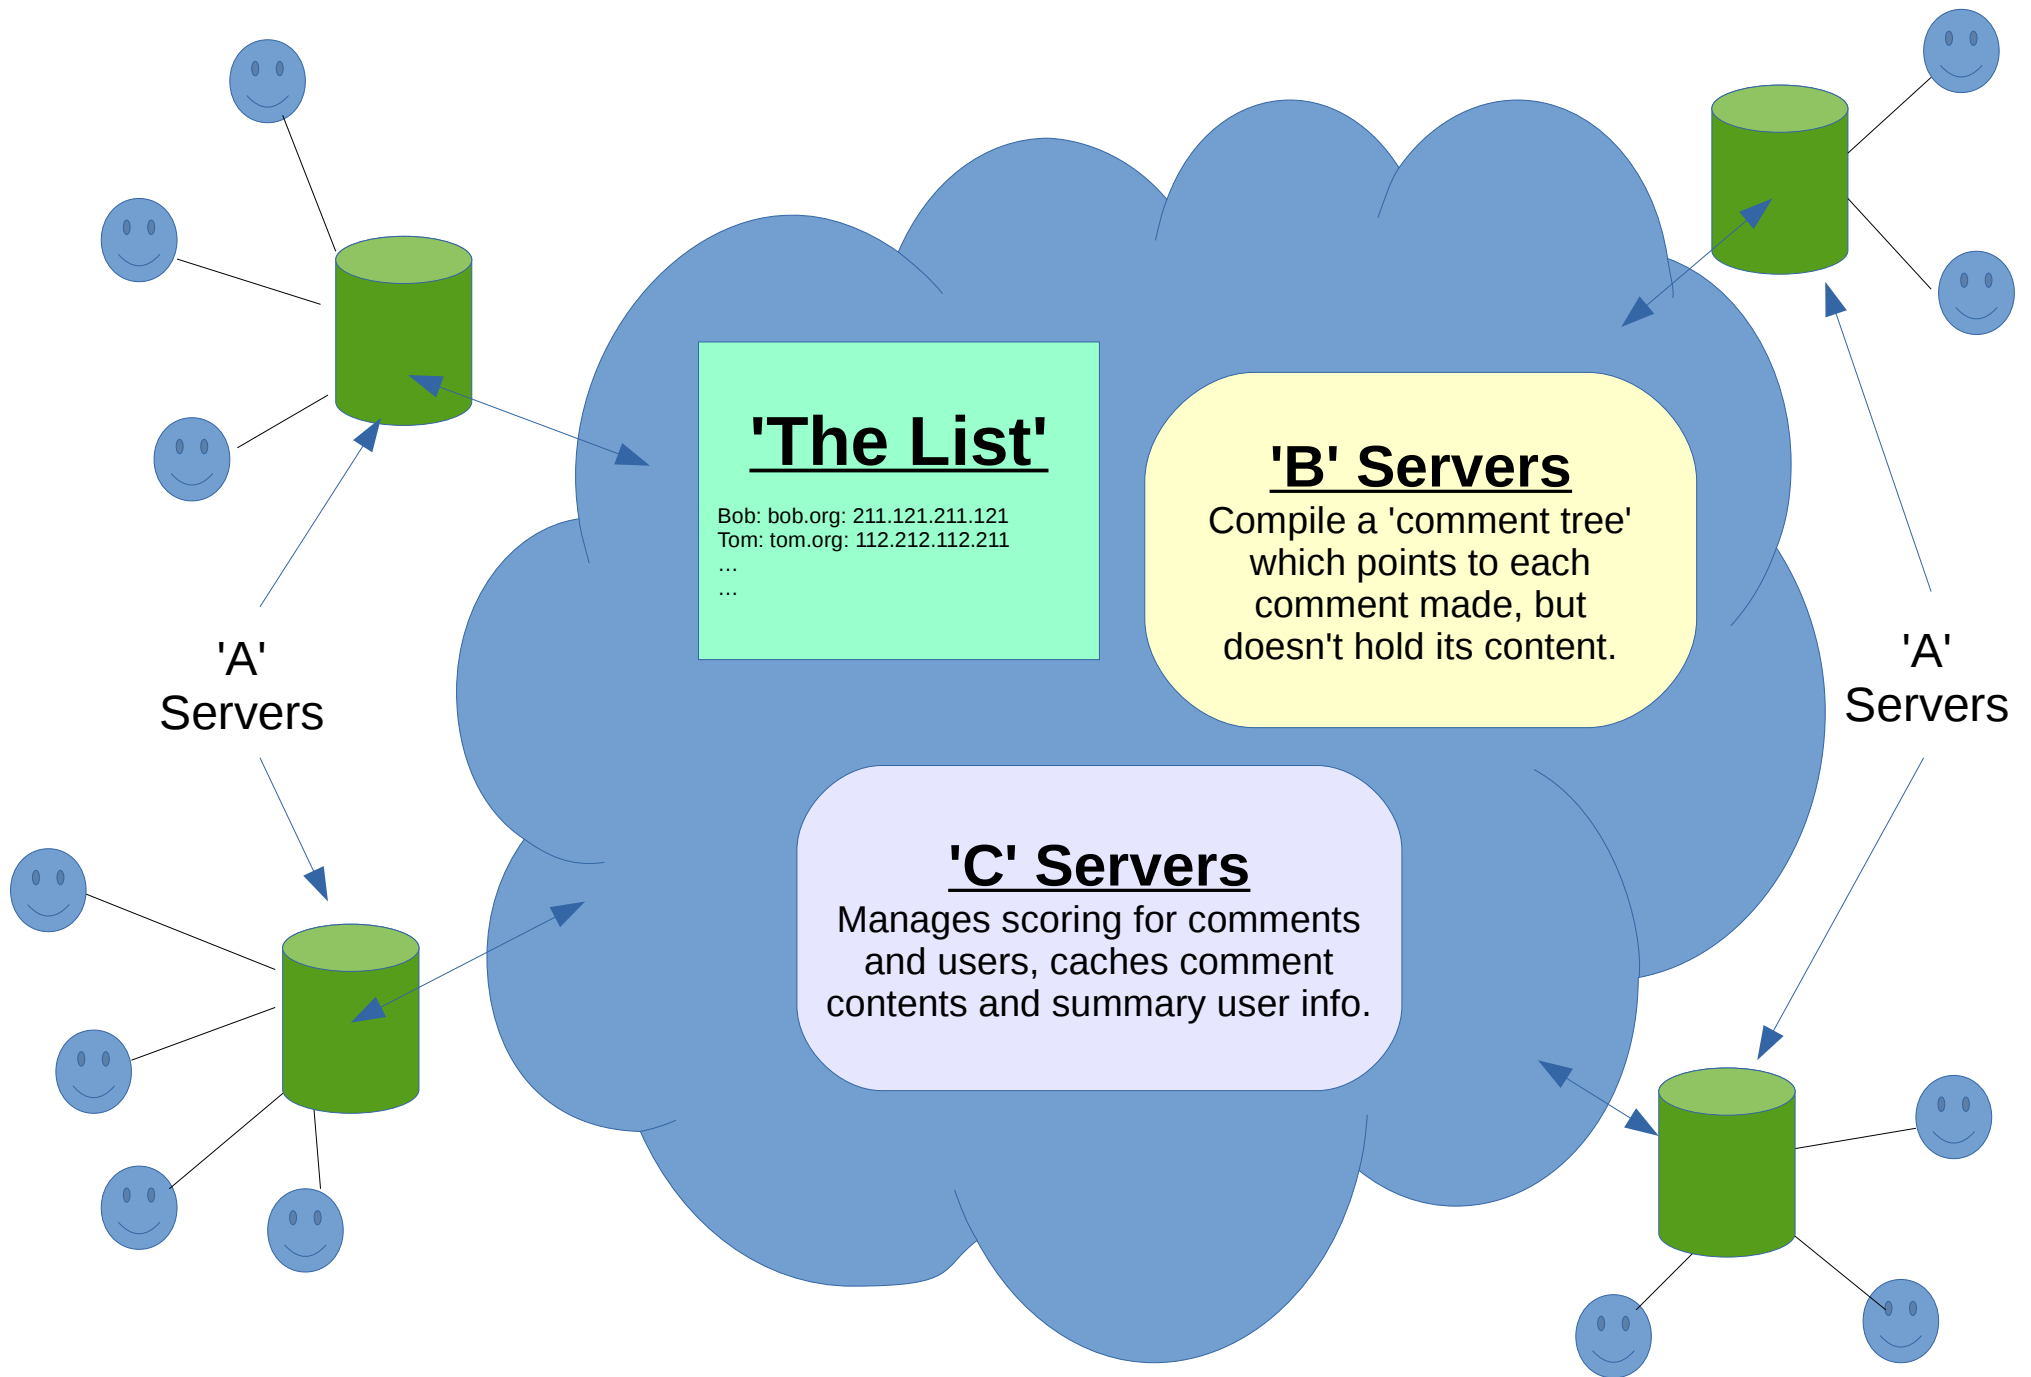 'The List'
Bob: bob.org: 211.121.211.121
Tom: tom.org: 112.212.112.211
...
...
'B' Servers
Compile a 'comment tree'
which points to each
comment made, but
doesn't hold its content.
'A'
Servers
'A'
Servers
'C' Servers
Manages scoring for comments
and users, caches comment
contents and summary user info.